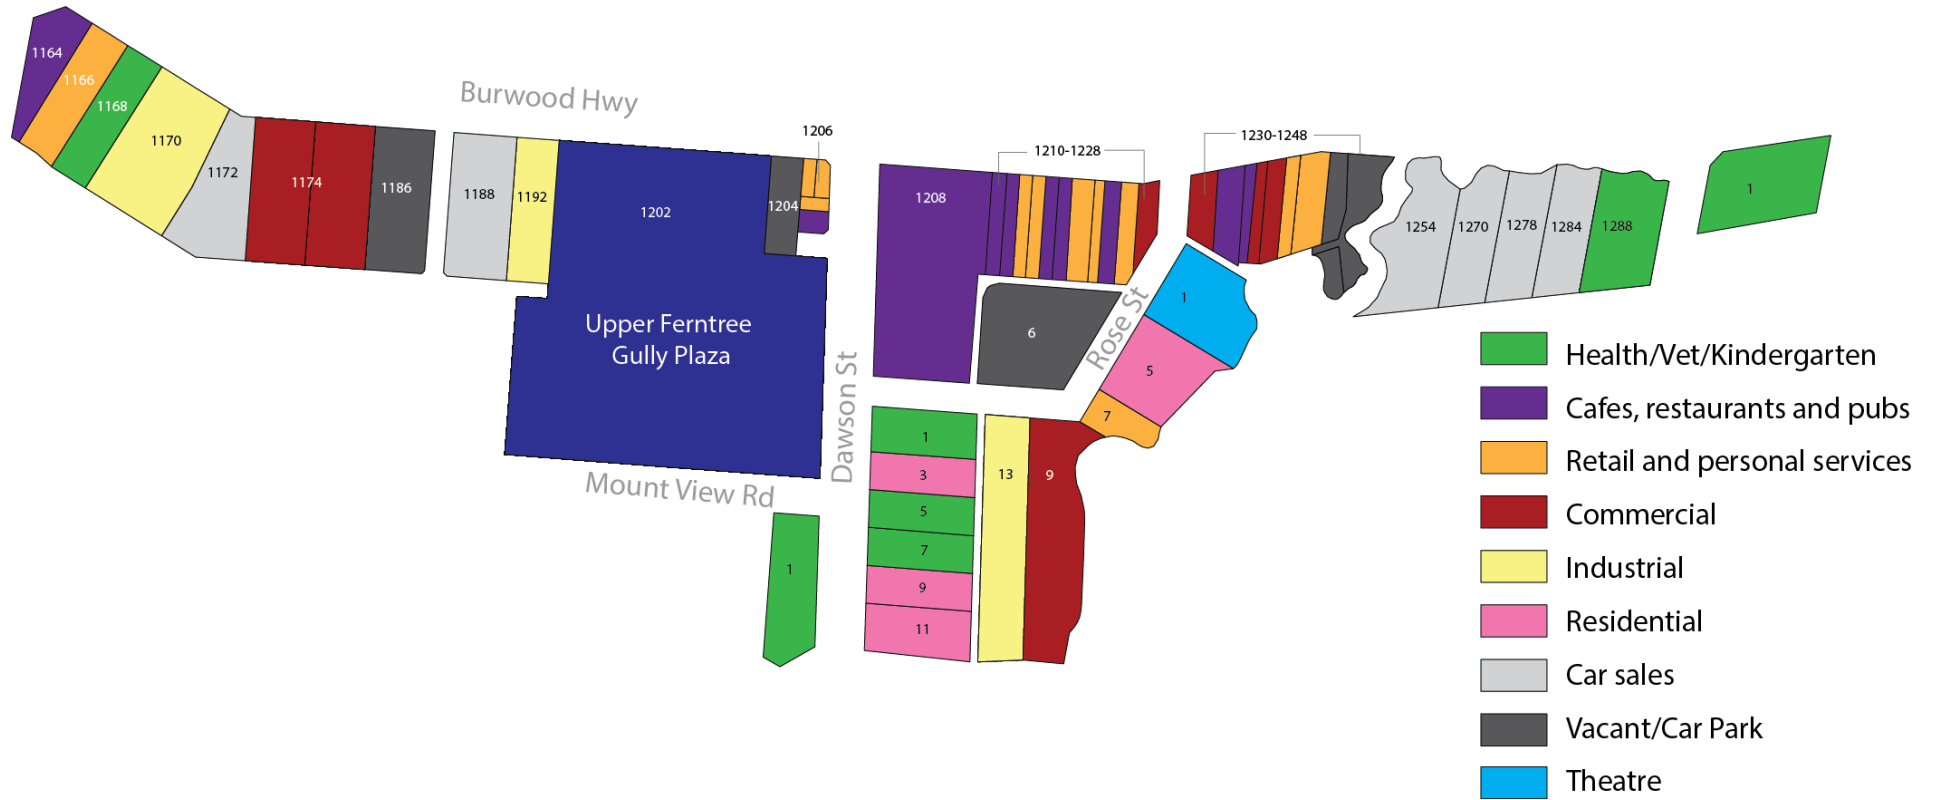 1164
1166
1168
1170
1172
1174
1186
Burwood Hwy
1188
1192
1202
1204
1206
Upper Ferntree
Gully Plaza
Mount View Rd
Dawson St
1
1208
1210-1228
6
Rose St
1230-1248
1
5
7
1
3
5
7
9
11
13
9
1254
1270
1278
1284
1288
1
Health/Vet/Kindergarten
Cafes, restaurants and pubs
Retail and personal services
Commercial
Industrial
Residential
Car sales
Vacant/Car Park
Theatre